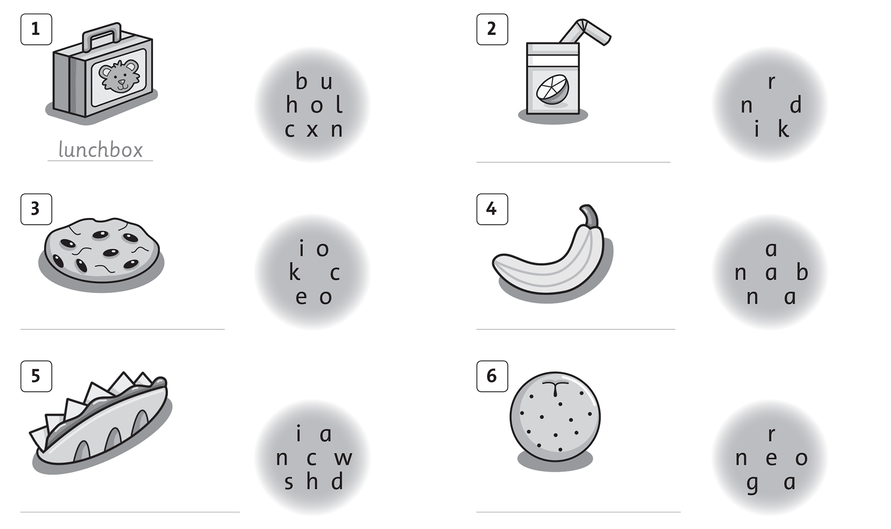 1
b u
h o l
c x n
lunchbox
2
r
n d
i k
3
i o
k c
e o
4
a
n a b
n a
5
i a
n c w
s h d
6
r
n e o
g a